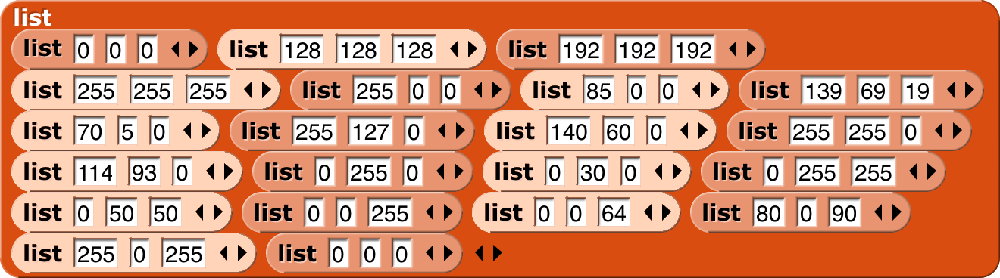 list
list 0 0 0 list 128 128 128 list 192 192 192
list 255 255 255 list 255 0 0 list 85 0 0 list 139 69 19
list 70 5 0 list 255 127 0 list 140 60 0 list 255 255 0
list 114 93 0 list 0 255 0 list 0 30 0 list 0 255 255
list 0 50 50 list 0 0 255 list 0 0 64 list 80 0 90
list 255 0 255 list 0 0 0